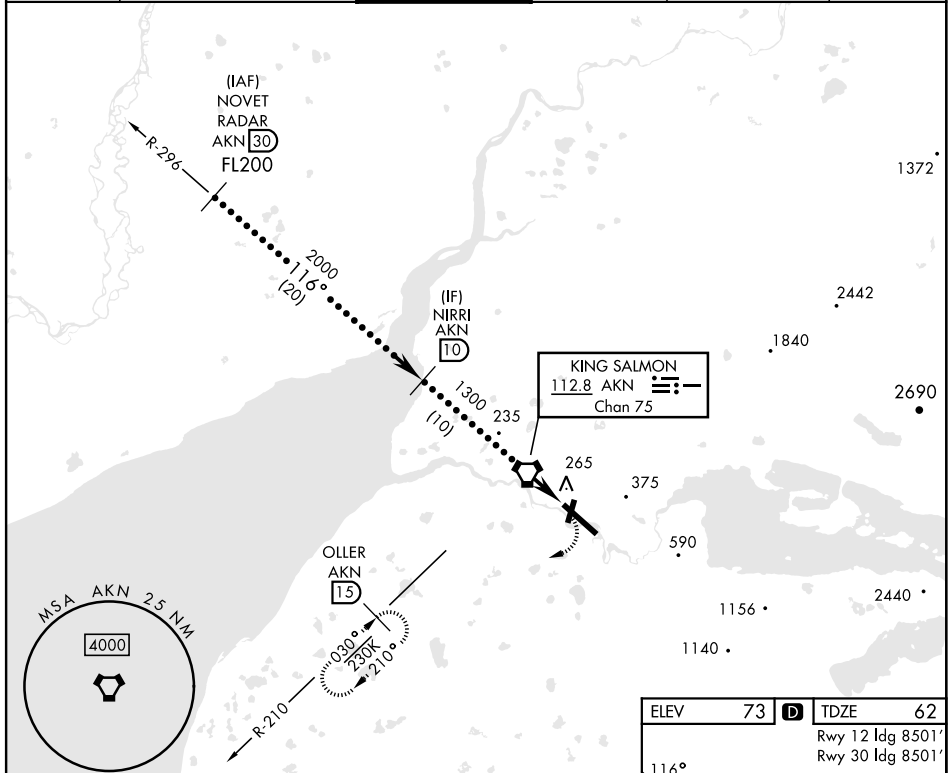 (IAF)
NOVET
RADAR
AKN 30
FL200
R-296
1372
2000
116°
(20)
(IF)
NIRRI
AKN
10
2442
1840
KING SALMON
112.8 AKN
Chan 75
2690
1300
(10)
235
265
375
590
OLLER
AKN
15
MSA AKN 25 NM
4000
030°
230K
210°
R-210
2440
1156
1140
ELEV 73 D TDZE 62
Rwy 12 ldg 8501'
Rwy 30 ldg 8501'
116°